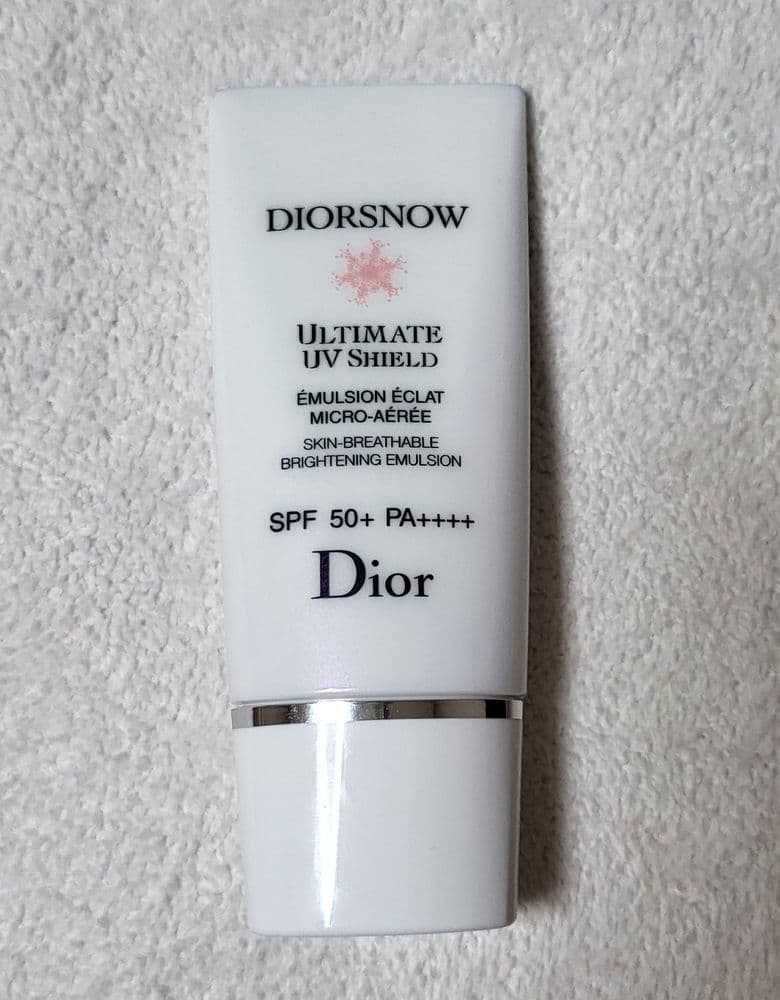 DIORSNOW
ULTIMATE
UV SHIELD
ÉMULSION ÉCLAT
MICRO-AÉRÉE
SKIN-BREATHABLE
BRIGHTENING EMULSION
SPF 50+ PA++++
Dior